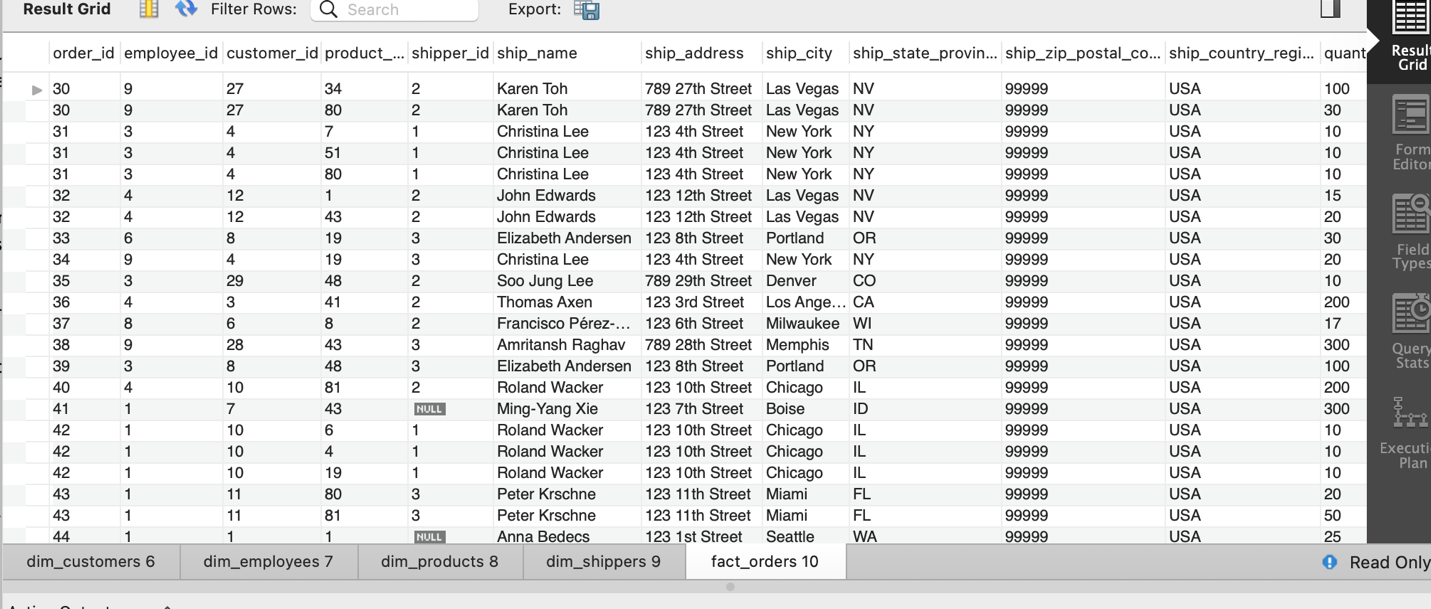 Result Grid Filter Rows: Search Export:
order_id employee_id customer_id product_... shipper_id ship_name ship_address ship_city ship_state_provin... ship_zip_postal_co... ship_country_regi... quant
30 9 27 34 2 Karen Toh 789 27th Street Las Vegas NV 99999 USA 100
30 9 27 80 2 Karen Toh 789 27th Street Las Vegas NV 99999 USA 30
31 3 4 7 1 Christina Lee 123 4th Street New York NY 99999 USA 10
31 3 4 51 1 Christina Lee 123 4th Street New York NY 99999 USA 10
31 3 4 80 1 Christina Lee 123 4th Street New York NY 99999 USA 10
32 4 12 1 2 John Edwards 123 12th Street Las Vegas NV 99999 USA 15
32 4 12 43 2 John Edwards 123 12th Street Las Vegas NV 99999 USA 20
33 6 8 19 3 Elizabeth Andersen 123 8th Street Portland OR 99999 USA 30
34 9 4 19 3 Christina Lee 123 4th Street New York NY 99999 USA 20
35 3 29 48 2 Soo Jung Lee 789 29th Street Denver CO 99999 USA 10
36 4 3 41 2 Thomas Axen 123 3rd Street Los Ange... CA 99999 USA 200
37 8 6 8 2 Francisco Pérez-... 123 6th Street Milwaukee WI 99999 USA 17
38 9 28 43 3 Amritansh Raghav 789 28th Street Memphis TN 99999 USA 300
39 3 8 48 3 Elizabeth Andersen 123 8th Street Portland OR 99999 USA 100
40 4 10 81 2 Roland Wacker 123 10th Street Chicago IL 99999 USA 200
41 1 7 43 NULL Ming-Yang Xie 123 7th Street Boise ID 99999 USA 300
42 1 10 6 1 Roland Wacker 123 10th Street Chicago IL 99999 USA 10
42 1 10 4 1 Roland Wacker 123 10th Street Chicago IL 99999 USA 10
42 1 10 19 1 Roland Wacker 123 10th Street Chicago IL 99999 USA 10
43 1 11 80 3 Peter Krschne 123 11th Street Miami FL 99999 USA 20
43 1 11 81 3 Peter Krschne 123 11th Street Miami FL 99999 USA 50
44 1 1 1 NULL Anna Bedecs 123 1st Street Seattle WA 99999 USA 25
Result
Grid
Form
Editor
Field
Types
Query
Stats
Executi
Plan
dim_customers 6 dim_employees 7 dim_products 8 dim_shippers 9 fact_orders 10 Read Only